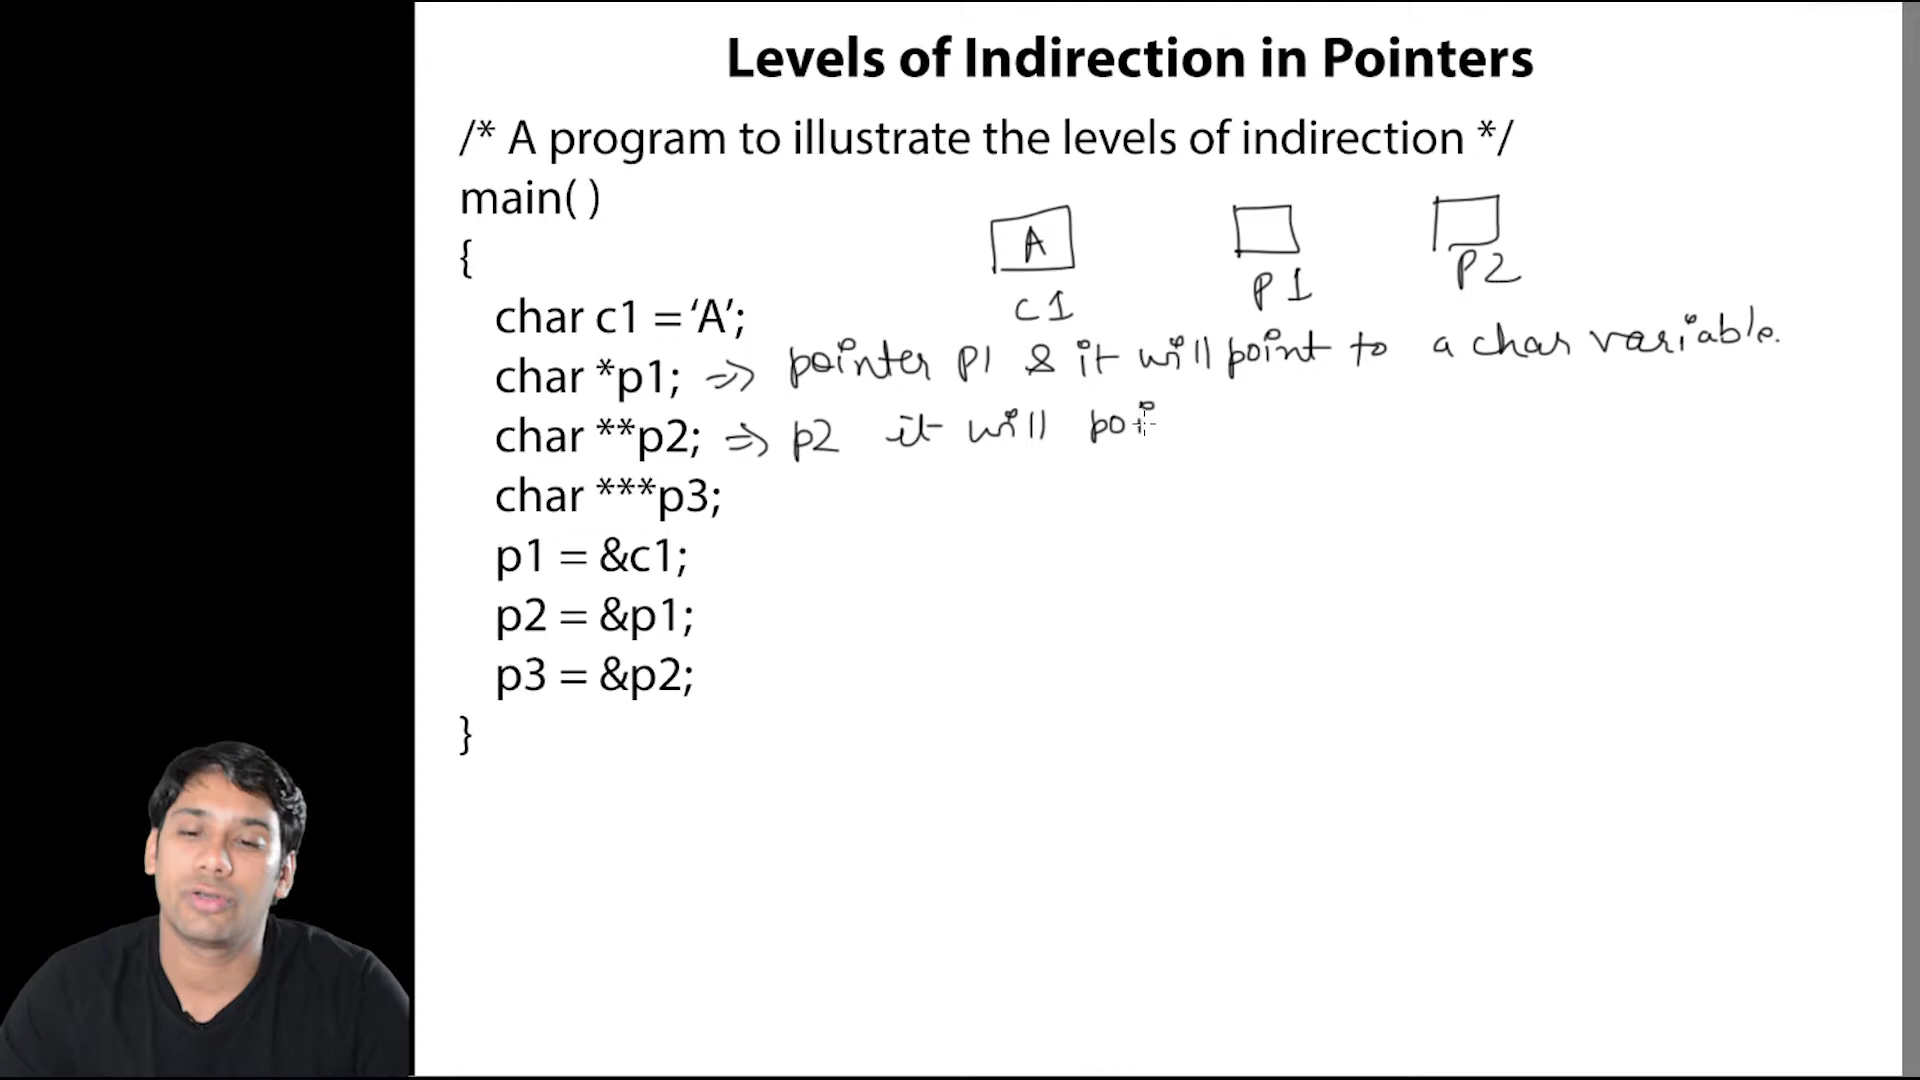 Levels of Indirection in Pointers
/* A program to illustrate the levels of indirection */
main( )
{
A
C1
P1
P2
char c1 = ‘A’;
char *p1; => pointer p1 & it will point to a char variable.
char **p2; => p2 it will poi
char ***p3;
p1 = &c1;
p2 = &p1;
p3 = &p2;
}